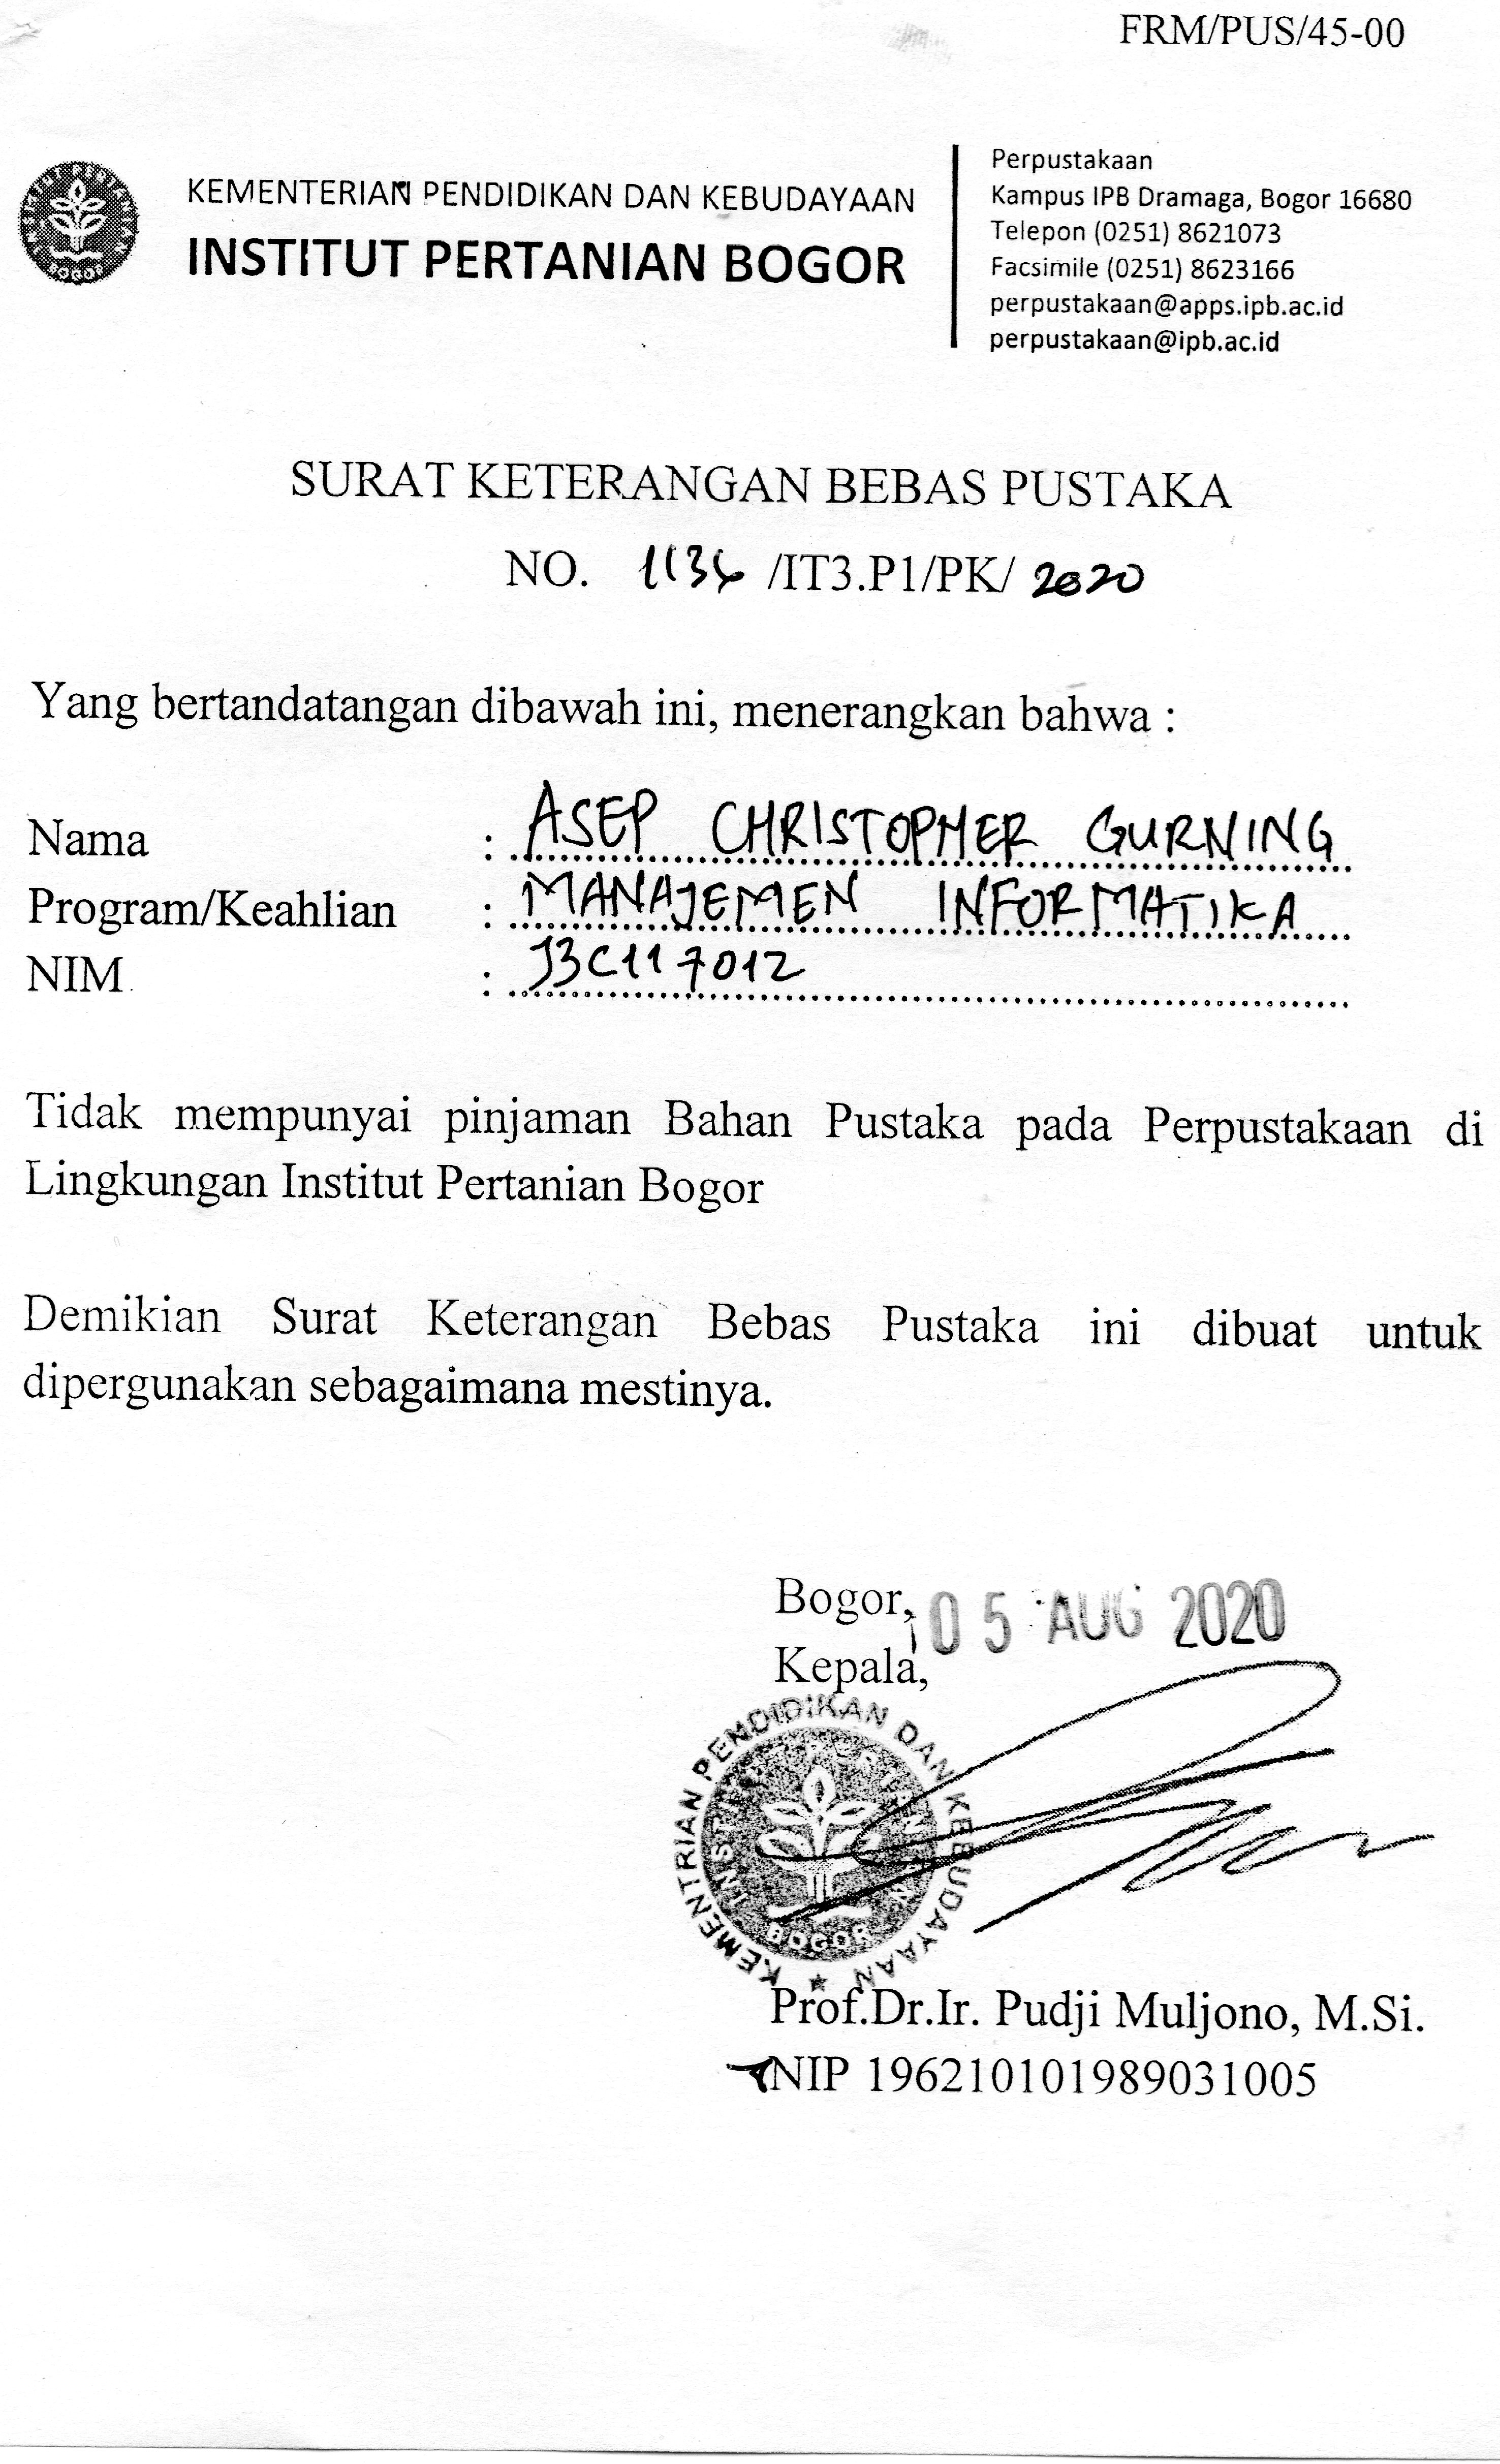 FRM/PUS/45-00
KEMENTERIAN PENDIDIKAN DAN KEBUDAYAAN
INSTITUT PERTANIAN BOGOR
Perpustakaan
Kampus IPB Dramaga, Bogor 16680
Telepon (0251) 8621073
Facsimile (0251) 8623166
perpustakaan@apps.ipb.ac.id
perpustakaan@ipb.ac.id
SURAT KETERANGAN BEBAS PUSTAKA
NO. 1136 /IT3.P1/PK/ 2020
Yang bertandatangan dibawah ini, menerangkan bahwa :
Nama : ASEP CHRISTOPHER GURNING
Program/Keahlian : MANAJEMEN INFORMATIKA
NIM : J3C117012
Tidak mempunyai pinjaman Bahan Pustaka pada Perpustakaan di
Lingkungan Institut Pertanian Bogor
Demikian Surat Keterangan Bebas Pustaka ini dibuat untuk
dipergunakan sebagaimana mestinya.
Bogor, 05 AUG 2020
Kepala,
KEMENTRIAN PENDIDIKAN DAN KEBUDAYAAN
INSTITUT PERTANIAN
BOGOR
Prof.Dr.Ir. Pudji Muljono, M.Si.
NIP 196210101989031005